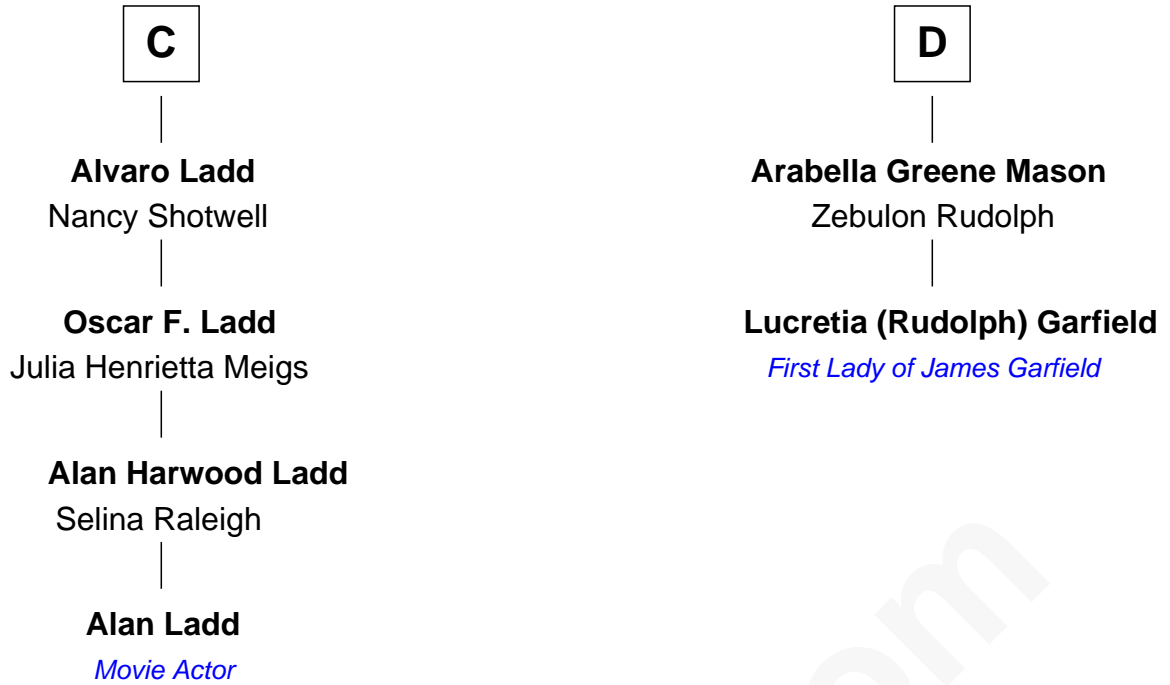 C
Alvaro Ladd
Nancy Shotwell
Oscar F. Ladd
Julia Henrietta Meigs
Alan Harwood Ladd
Selina Raleigh
Alan Ladd
Movie Actor
D
Arabella Greene Mason
Zebulon Rudolph
Lucretia (Rudolph) Garfield
First Lady of James Garfield
om